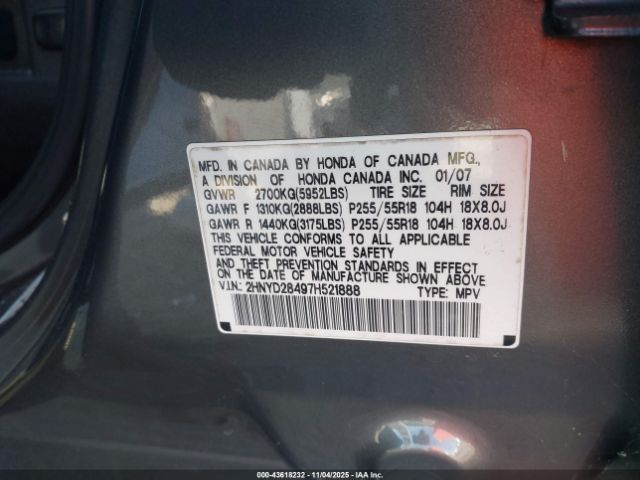 MFD. IN CANADA BY HONDA OF CANADA MFG.,
A DIVISION OF HONDA CANADA INC. 01/07
GVWR 2700KG(5952LBS) TIRE SIZE RIM SIZE
GAWR F 1310KG(2888LBS) P255/55R18 104H 18X8.0J
GAWR R 1440KG(3175LBS) P255/55R18 104H 18X8.0J
THIS VEHICLE CONFORMS TO ALL APPLICABLE
FEDERAL MOTOR VEHICLE SAFETY
AND THEFT PREVENTION STANDARDS IN EFFECT
ON THE DATE OF MANUFACTURE SHOWN ABOVE.
V.I.N.: 2HNYD28497H521888 TYPE: MPV
000-43618232 - 11/04/2025 - IAAI.COM